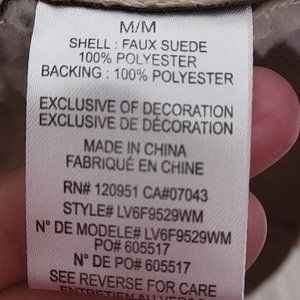 M/M
SHELL : FAUX SUEDE
100% POLYESTER
BACKING : 100% POLYESTER
EXCLUSIVE OF DECORATION
EXCLUSIVE DE DÉCORATION
MADE IN CHINA
FABRIQUÉ EN CHINE
RN# 120951 CA#07043
STYLE# LV6F9529WM
N° DE MODELE# LV6F9529WM
PO# 605517
N° DE PO# 605517
SEE REVERSE FOR CARE
ENTRETIEN AU